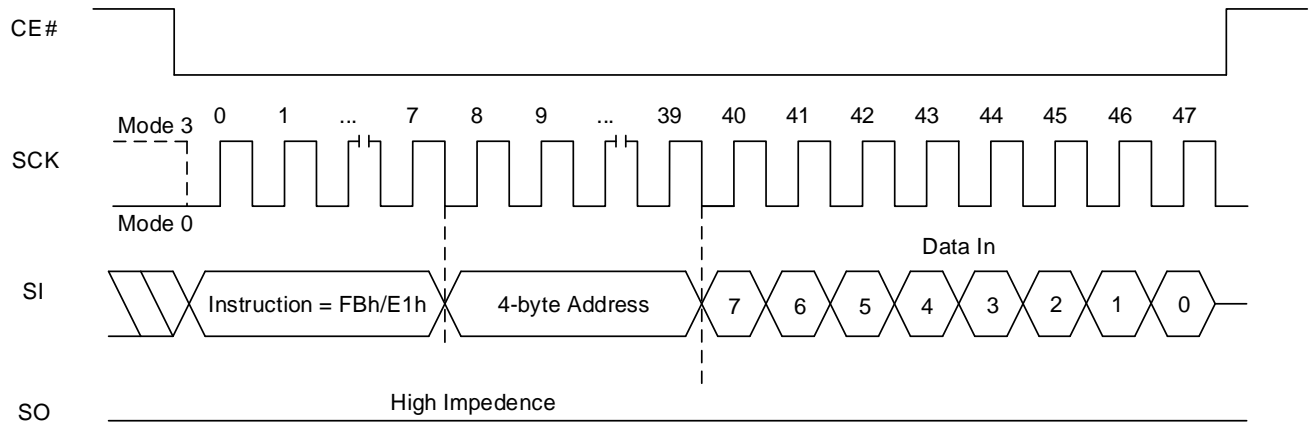 CE#
0 1 ... 7 8 9 ... 39 40 41 42 43 44 45 46 47
Mode 3
SCK
Mode 0
Data In
SI
Instruction = FBh/E1h 4-byte Address 7 6 5 4 3 2 1 0
High Impedence
SO